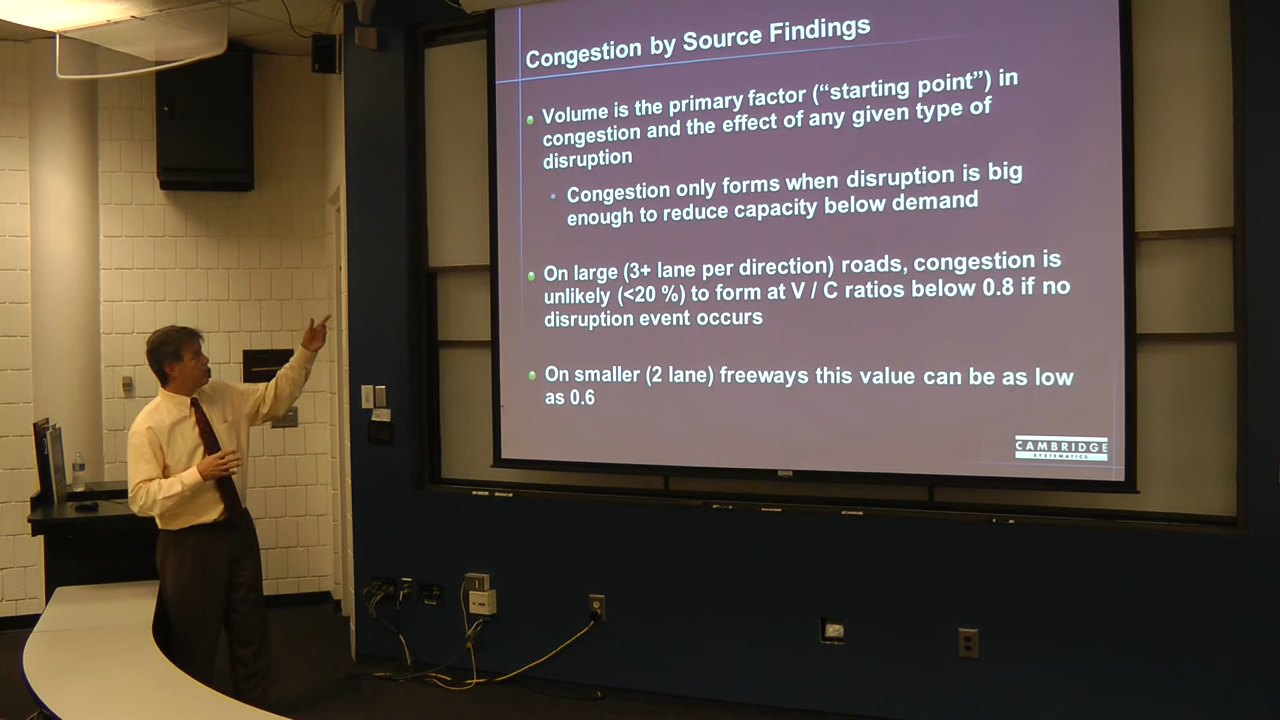 Congestion by Source Findings
Volume is the primary factor (“starting point”) in
congestion and the effect of any given type of
disruption
Congestion only forms when disruption is big
enough to reduce capacity below demand
On large (3+ lane per direction) roads, congestion is
unlikely (<20 %) to form at V / C ratios below 0.8 if no
disruption event occurs
On smaller (2 lane) freeways this value can be as low
as 0.6
CAMBRIDGE
SYSTEMATICS